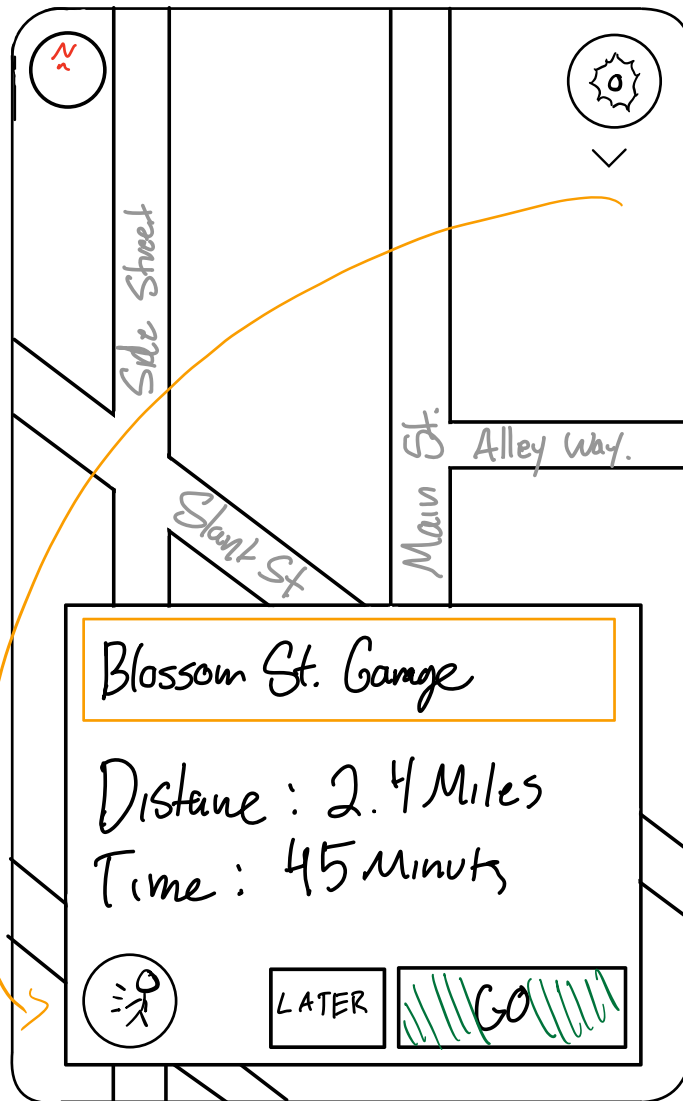 N
Side Street
Main St.
Alley Way.
Slant St
Blossom St. Garage
Distane : 2.4 Miles
Time : 45 Minuts
LATER
GO